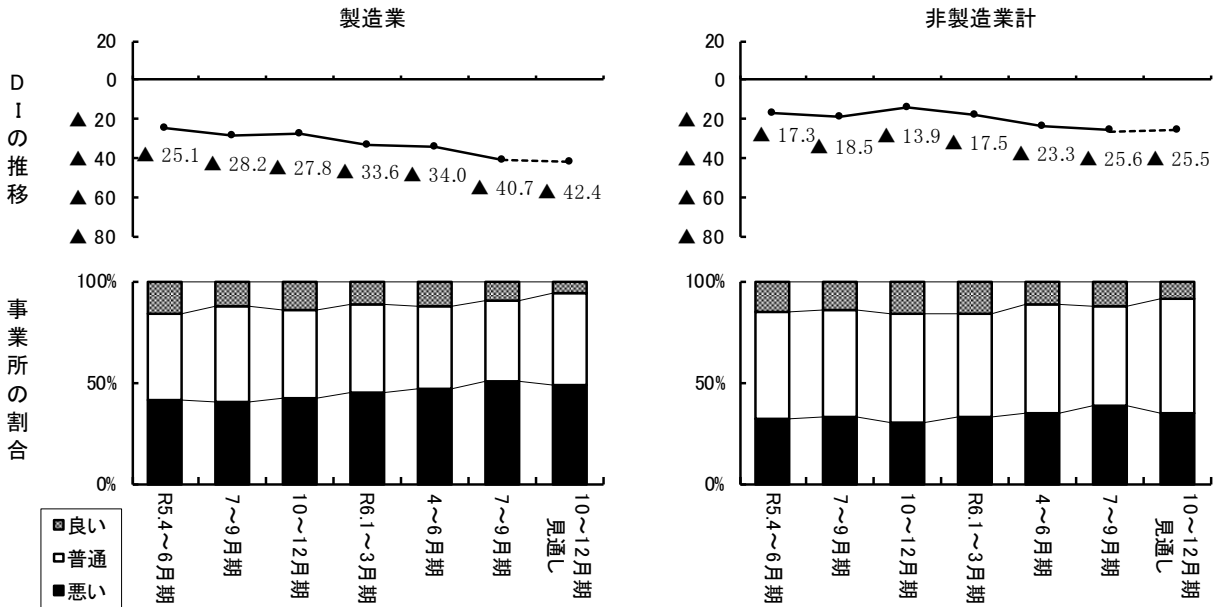 製造業
DIの推移
20
0
▲ 20
▲ 40
▲ 60
▲ 80
▲ 25.1
▲ 28.2
▲ 27.8
▲ 33.6
▲ 34.0
▲ 40.7
▲ 42.4
非製造業計
20
0
▲ 20
▲ 40
▲ 60
▲ 80
▲ 17.3
▲ 18.5
▲ 13.9
▲ 17.5
▲ 23.3
▲ 25.6
▲ 25.5
事業所の割合
100%
50%
0%
R5.4～6月期
7～9月期
10～12月期
R6.1～3月期
4～6月期
7～9月期
10～12月期
見通し
100%
50%
0%
R5.4～6月期
7～9月期
10～12月期
R6.1～3月期
4～6月期
7～9月期
10～12月期
見通し
良い
普通
悪い